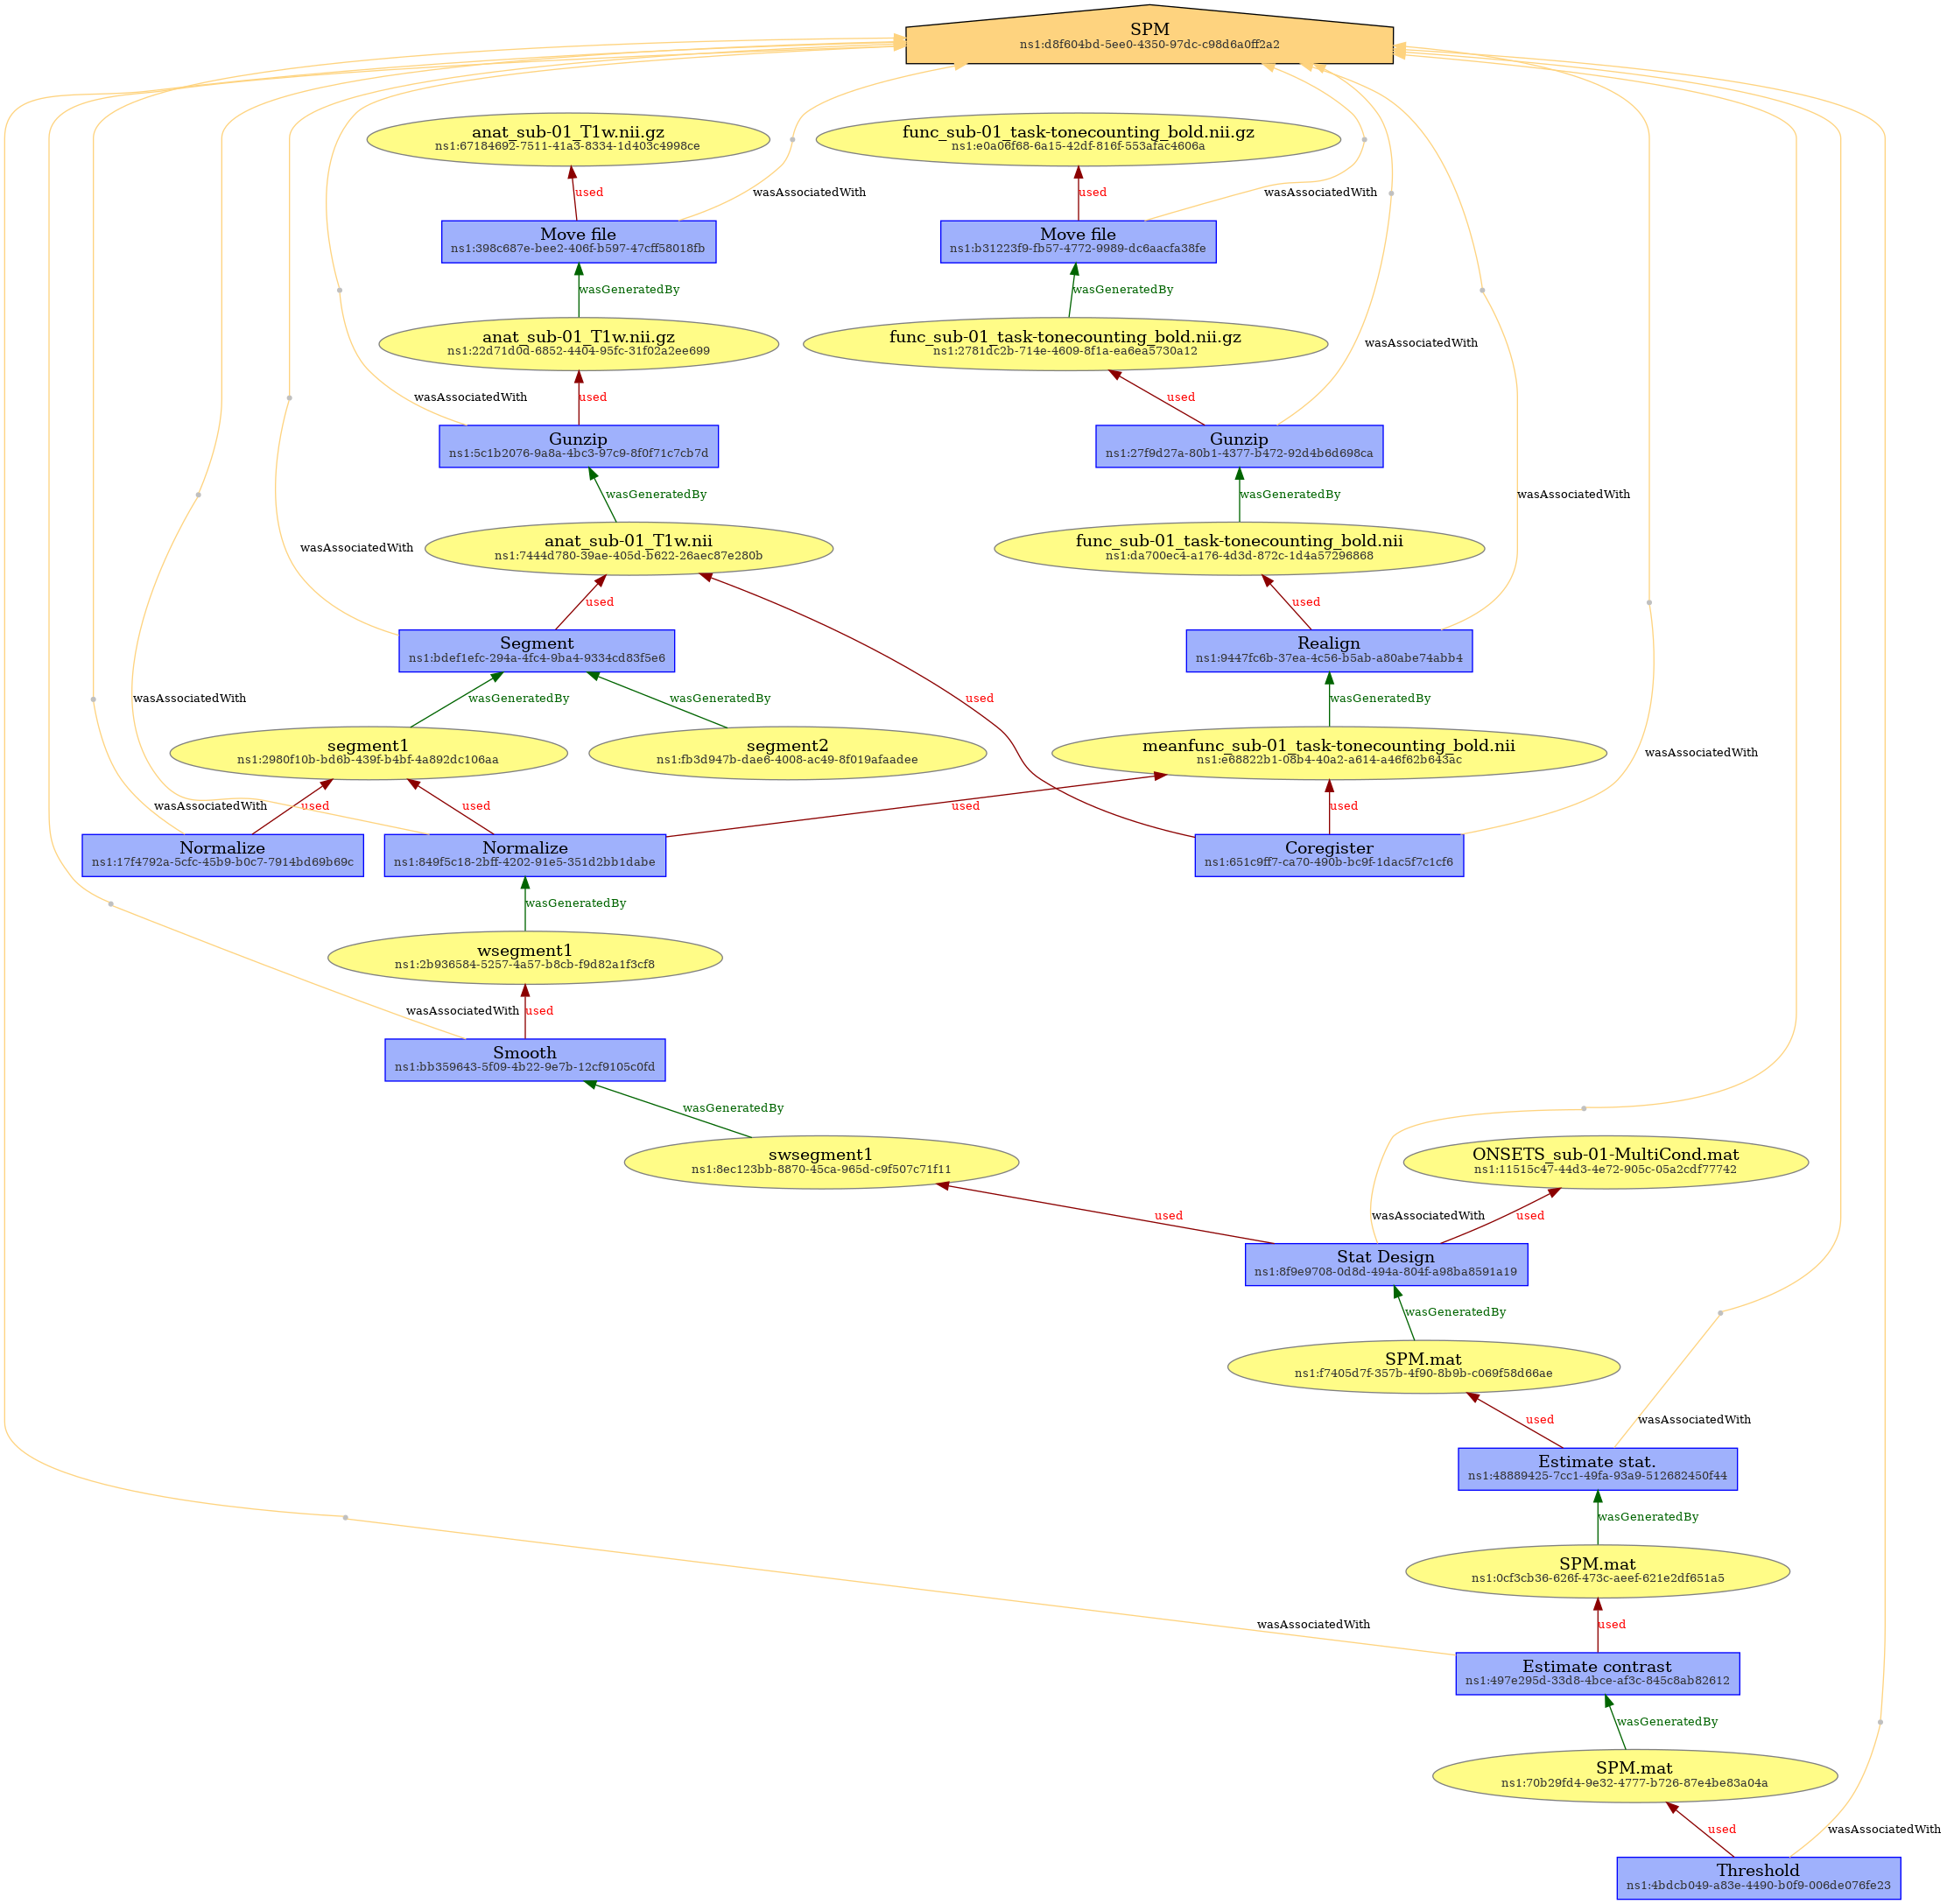 SPM
ns1:d8f604bd-5ee0-4350-97dc-c98d6a0ff2a2
anat_sub-01_T1w.nii.gz
ns1:67184692-7511-41a3-8334-1d403c4998ce
func_sub-01_task-tonecounting_bold.nii.gz
ns1:e0a06f68-6a15-42df-816f-553afac4606a
used
wasAssociatedWith
used
wasAssociatedWith
Move file
ns1:398c687e-bee2-406f-b597-47cff58018fb
Move file
ns1:b31223f9-fb57-4772-9989-dc6aacfa38fe
wasGeneratedBy
wasGeneratedBy
anat_sub-01_T1w.nii.gz
ns1:22d71d0d-6852-4404-95fc-31f02a2ee699
func_sub-01_task-tonecounting_bold.nii.gz
ns1:2781dc2b-714e-4609-8f1a-ea6ea5730a12
wasAssociatedWith
wasAssociatedWith
used
used
Gunzip
ns1:5c1b2076-9a8a-4bc3-97c9-8f0f71c7cb7d
Gunzip
ns1:27f9d27a-80b1-4377-b472-92d4b6d698ca
wasGeneratedBy
wasGeneratedBy
wasAssociatedWith
anat_sub-01_T1w.nii
ns1:7444d780-39ae-405d-b622-26aec87e280b
func_sub-01_task-tonecounting_bold.nii
ns1:da700ec4-a176-4d3d-872c-1d4a57296868
wasAssociatedWith
used
used
Segment
ns1:bdef1efc-294a-4fc4-9ba4-9334cd83f5e6
Realign
ns1:9447fc6b-37ea-4c56-b5ab-a80abe74abb4
wasAssociatedWith
wasGeneratedBy
wasGeneratedBy
used
wasGeneratedBy
segment1
ns1:2980f10b-bd6b-439f-b4bf-4a892dc106aa
segment2
ns1:fb3d947b-dae6-4008-ac49-8f019afaadee
meanfunc_sub-01_task-tonecounting_bold.nii
ns1:e68822b1-08b4-40a2-a614-a46f62b643ac
wasAssociatedWith
wasAssociatedWith
used
used
used
used
Normalize
ns1:17f4792a-5cfc-45b9-b0c7-7914bd69b69c
Normalize
ns1:849f5c18-2bff-4202-91e5-351d2bb1dabe
Coregister
ns1:651c9ff7-ca70-490b-bc9f-1dac5f7c1cf6
wasGeneratedBy
wsegment1
ns1:2b936584-5257-4a57-b8cb-f9d82a1f3cf8
wasAssociatedWith
used
Smooth
ns1:bb359643-5f09-4b22-9e7b-12cf9105c0fd
wasGeneratedBy
swsegment1
ns1:8ec123bb-8870-45ca-965d-c9f507c71f11
ONSETS_sub-01-MultiCond.mat
ns1:11515c47-44d3-4e72-905c-05a2cdf77742
used
wasAssociatedWith
used
Stat Design
ns1:8f9e9708-0d8d-494a-804f-a98ba8591a19
wasGeneratedBy
SPM.mat
ns1:f7405d7f-357b-4f90-8b9b-c069f58d66ae
used
wasAssociatedWith
Estimate stat.
ns1:48889425-7cc1-49fa-93a9-512682450f44
wasGeneratedBy
SPM.mat
ns1:0cf3cb36-626f-473c-aeef-621e2df651a5
wasAssociatedWith
used
Estimate contrast
ns1:497e295d-33d8-4bce-af3c-845c8ab82612
wasGeneratedBy
SPM.mat
ns1:70b29fd4-9e32-4777-b726-87e4be83a04a
used
wasAssociatedWith
Threshold
ns1:4bdcb049-a83e-4490-b0f9-006de076fe23